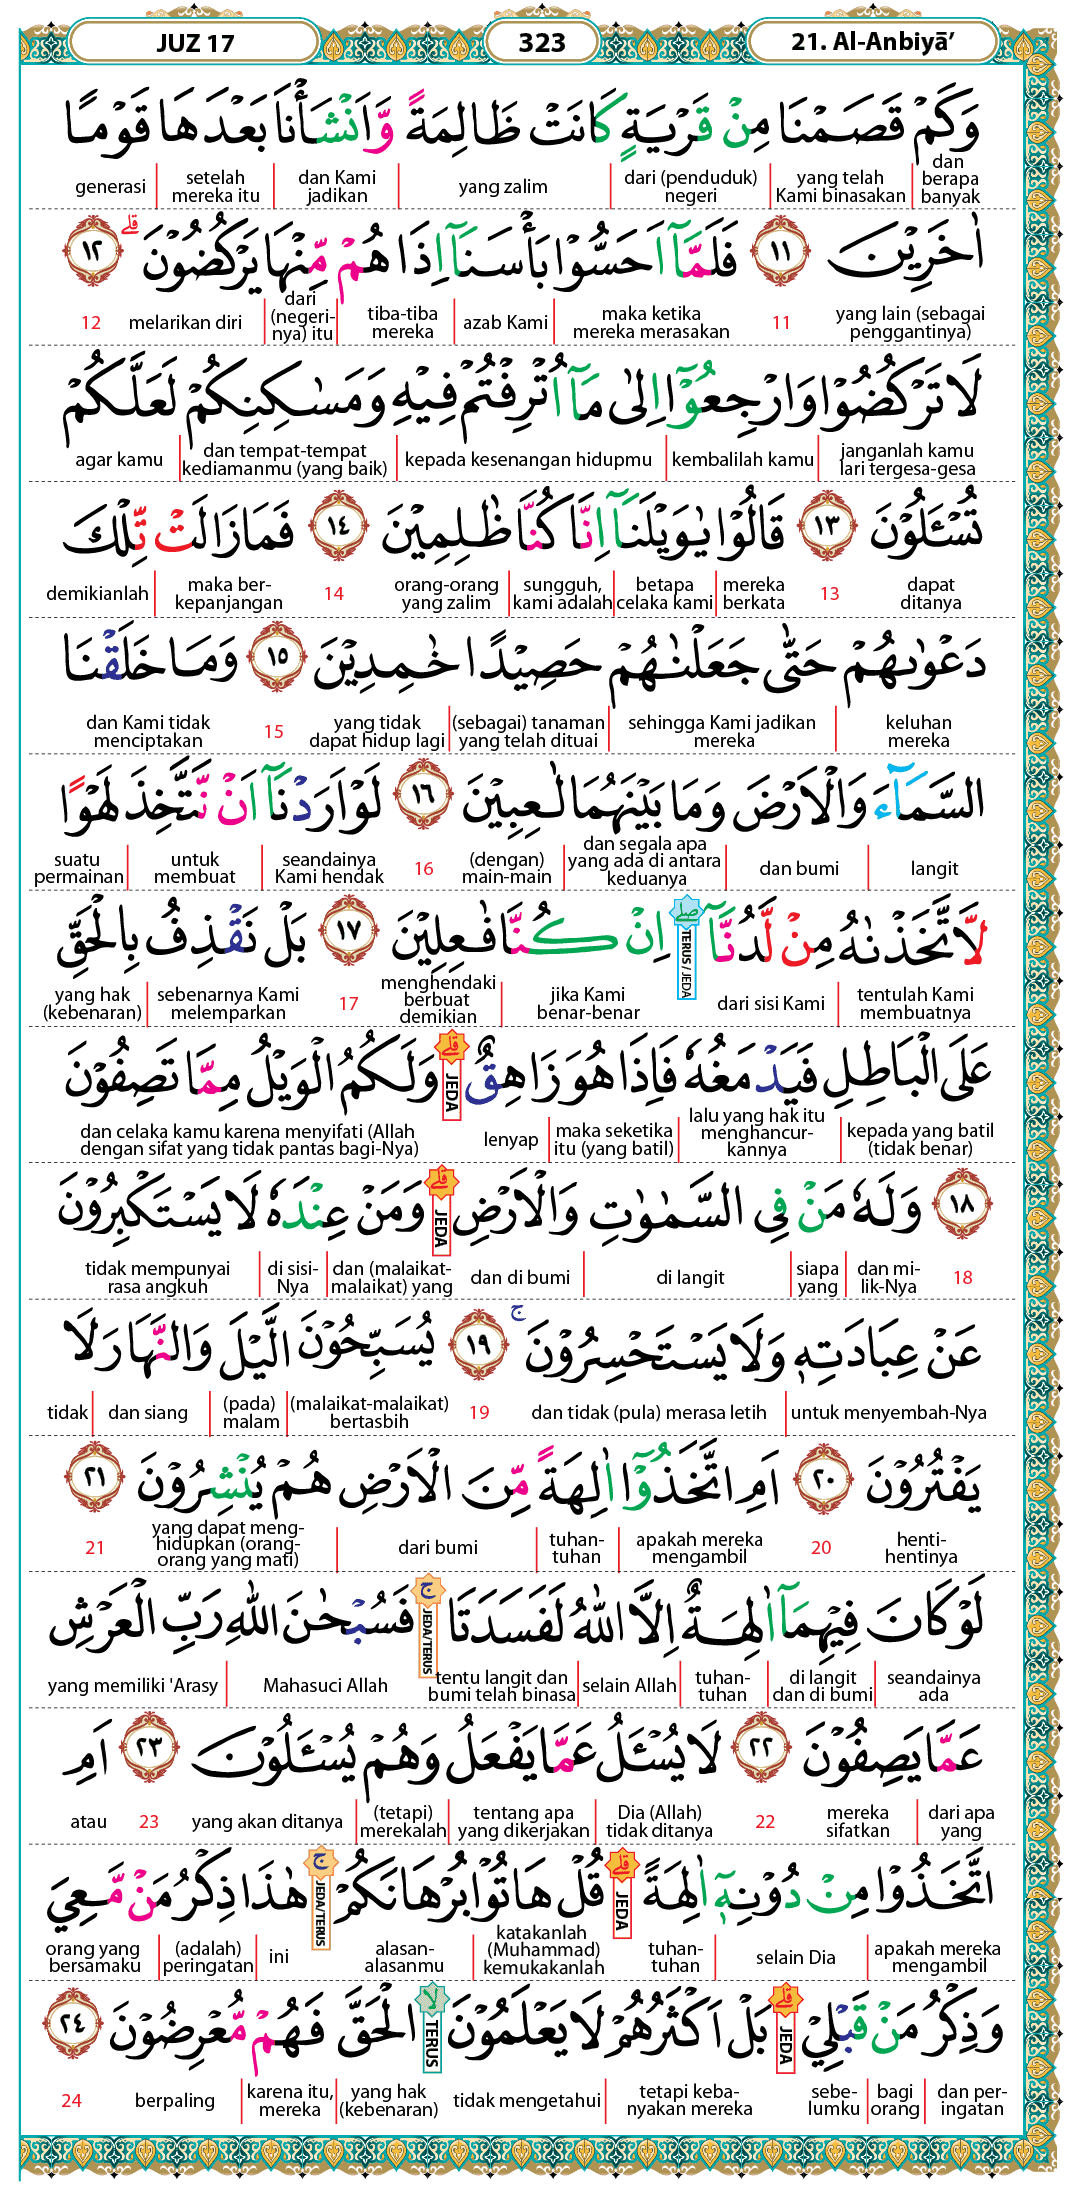 JUZ 17 323 21. Al-Anbiyā’
وَكَمْ قَصَمْنَا مِنْ قَرْيَةٍ كَانَتْ ظَالِمَةً وَّاَنْشَأْنَا بَعْدَهَا قَوْمًا
dan berapa banyak | yang telah Kami binasakan | dari (penduduk) negeri | yang zalim | dan Kami jadikan | setelah mereka itu | generasi
اٰخَرِيْنَ ١١ فَلَمَّآ اَحَسُّوْا بَأْسَنَآ اِذَا هُمْ مِّنْهَا يَرْكُضُوْنَ ۗ ١٢
yang lain (sebagai penggantinya) 11 maka ketika mereka merasakan | azab Kami | tiba-tiba mereka | dari (negeri-nya) itu | melarikan diri 12
لَا تَرْكُضُوْا وَارْجِعُوْٓا اِلٰى مَآ اُتْرِفْتُمْ فِيْهِ وَمَسٰكِنِكُمْ لَعَلَّكُمْ
janganlah kamu lari tergesa-gesa | kembalilah kamu | kepada kesenangan hidupmu | dan tempat-tempat kediamanmu (yang baik) | agar kamu
تُسْـَٔلُوْنَ ١٣ قَالُوْا يٰوَيْلَنَآ اِنَّا كُنَّا ظٰلِمِيْنَ ١٤ فَمَا زَالَتْ تِّلْكَ
dapat ditanya 13 mereka berkata | betapa celaka kami | sungguh, kami adalah | orang-orang yang zalim 14 maka ber-kepanjangan | demikianlah
دَعْوٰىهُمْ حَتّٰى جَعَلْنٰهُمْ حَصِيْدًا خٰمِدِيْنَ ١٥ وَمَا خَلَقْنَا
keluhan mereka | sehingga Kami jadikan mereka | (sebagai) tanaman yang telah dituai | yang tidak dapat hidup lagi 15 dan Kami tidak menciptakan
السَّمَاۤءَ وَالْاَرْضَ وَمَا بَيْنَهُمَا لٰعِبِيْنَ ١٦ لَوْ اَرَدْنَآ اَنْ نَّتَّخِذَ لَهْوًا
langit | dan bumi | dan segala apa yang ada di antara keduanya | (dengan) main-main 16 seandainya Kami hendak | untuk membuat | suatu permainan
لَّاتَّخَذْنٰهُ مِنْ لَّدُنَّآ ۖ TERUS / JEDA اِنْ كُنَّا فٰعِلِيْنَ ١٧ بَلْ نَقْذِفُ بِالْحَقِّ
tentulah Kami membuatnya | dari sisi Kami jika Kami benar-benar | menghendaki berbuat demikian 17 sebenarnya Kami melemparkan | yang hak (kebenaran)
عَلَى الْبَاطِلِ فَيَدْمَغُهٗ فَاِذَا هُوَ زَاهِقٌ ۗ JEDA وَلَكُمُ الْوَيْلُ مِمَّا تَصِفُوْنَ
kepada yang batil (tidak benar) | lalu yang hak itu menghancur-kannya | maka seketika itu (yang batil) | lenyap dan celaka kamu karena menyifati (Allah dengan sifat yang tidak pantas bagi-Nya)
١٨ وَلَهٗ مَنْ فِى السَّمٰوٰتِ وَالْاَرْضِ ۗ JEDA وَمَنْ عِنْدَهٗ لَا يَسْتَكْبِرُوْنَ
18 dan mi-lik-Nya | siapa yang | di langit | dan di bumi dan (malaikat-malaikat) yang | di sisi-Nya | tidak mempunyai rasa angkuh
عَنْ عِبَادَتِهٖ وَلَا يَسْتَحْسِرُوْنَ ۚ ١٩ يُسَبِّحُوْنَ الَّيْلَ وَالنَّهَارَ لَا
untuk menyembah-Nya | dan tidak (pula) merasa letih 19 (malaikat-malaikat) bertasbih | (pada) malam | dan siang | tidak
يَفْتُرُوْنَ ٢٠ اَمِ اتَّخَذُوْٓا اٰلِهَةً مِّنَ الْاَرْضِ هُمْ يُنْشِرُوْنَ ٢١
henti-hentinya 20 apakah mereka mengambil | tuhan-tuhan | dari bumi | yang dapat meng-hidupkan (orang-orang yang mati) 21
لَوْ كَانَ فِيْهِمَآ اٰلِهَةٌ اِلَّا اللّٰهُ لَفَسَدَتَا ۚ JEDA/TERUS فَسُبْحٰنَ اللّٰهِ رَبِّ الْعَرْشِ
seandainya ada | di langit dan di bumi | tuhan-tuhan | selain Allah | tentu langit dan bumi telah binasa Mahasuci Allah | yang memiliki 'Arasy
عَمَّا يَصِفُوْنَ ٢٢ لَا يُسْـَٔلُ عَمَّا يَفْعَلُ وَهُمْ يُسْـَٔلُوْنَ ٢٣ اَمِ
dari apa yang | mereka sifatkan 22 Dia (Allah) tidak ditanya | tentang apa yang dikerjakan | (tetapi) merekalah | yang akan ditanya 23 atau
اتَّخَذُوْا مِنْ دُوْنِهٖٓ اٰلِهَةً ۗ JEDA قُلْ هَاتُوْا بُرْهَانَكُمْ ۚ JEDA/TERUS هٰذَا ذِكْرُ مَنْ مَّعِيَ
apakah mereka mengambil | selain Dia | tuhan-tuhan katakanlah (Muhammad) kemukakanlah | alasan-alasanmu ini | (adalah) peringatan | orang yang bersamaku
وَذِكْرُ مَنْ قَبْلِيْ ۗ JEDA بَلْ اَكْثَرُهُمْ لَا يَعْلَمُوْنَ ۙ TERUS الْحَقَّ فَهُمْ مُّعْرِضُوْنَ ٢٤
dan per-ingatan | bagi orang | sebe-lumku tetapi keba-nyakan mereka | tidak mengetahui yang hak (kebenaran) | karena itu, mereka | berpaling 24